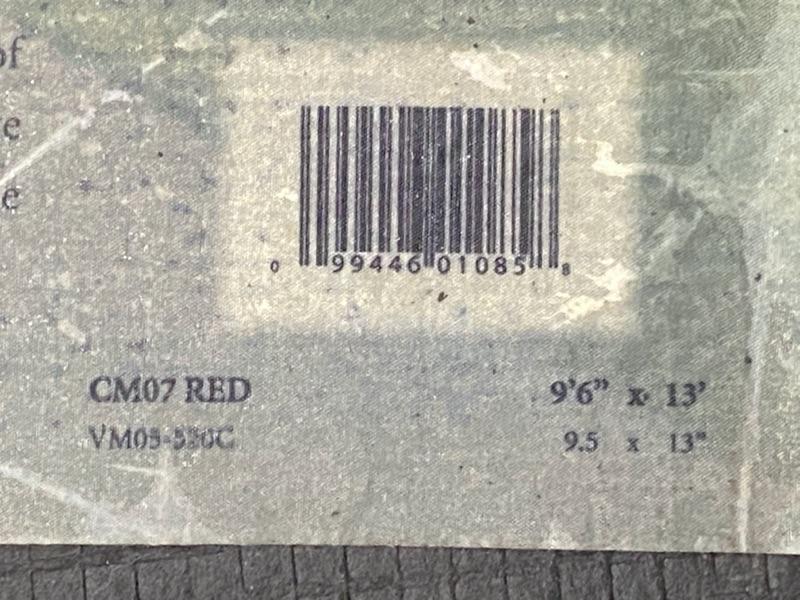 of
e
e
0 99446 01085 8
CM07 RED 9'6” x 13'
9.5 x 13”